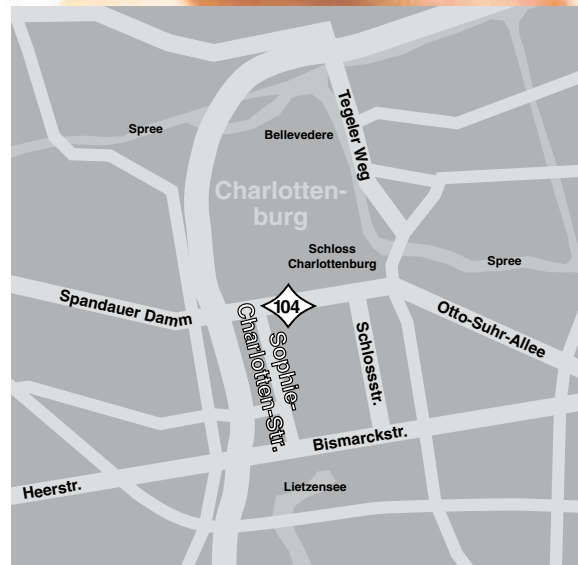 Tegeler Weg
Spree
Bellevedere
Charlotten-
burg
Schloss
Charlottenburg
Spree
Spandauer Damm
104
Otto-Suhr-Allee
Sophie-
Charlotten-Str.
Schlossstr.
Bismarckstr.
Heerstr.
Lietzensee